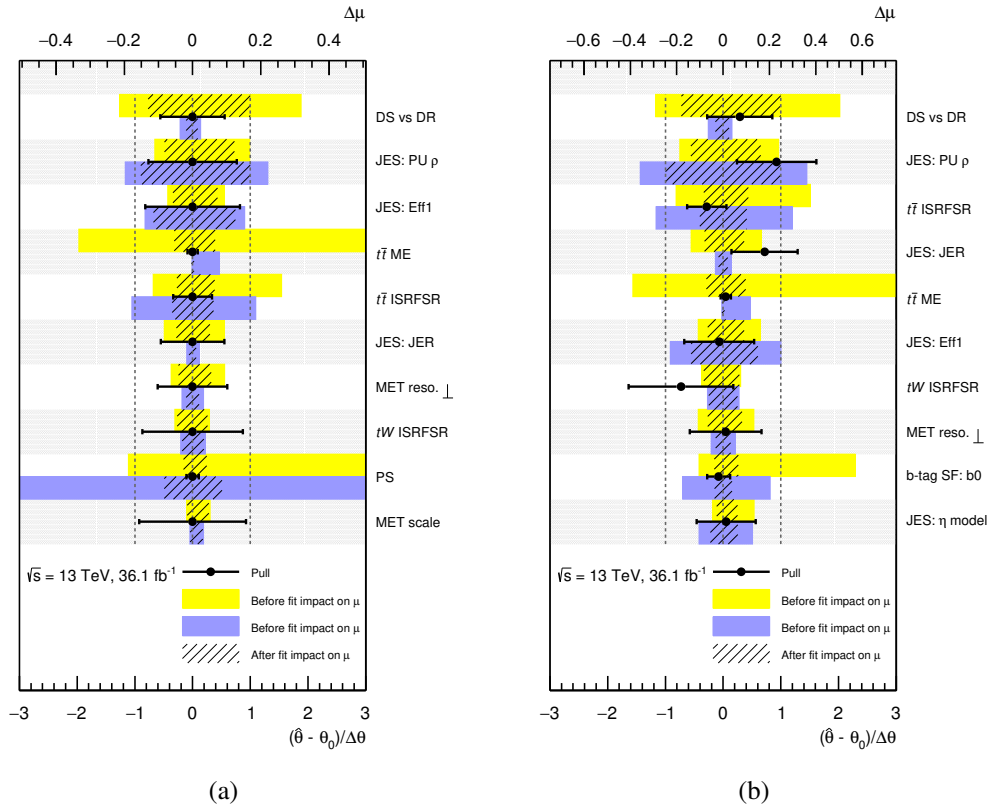 Δμ
−0.4 −0.2 0 0.2 0.4
DS vs DR
JES: PU ρ
JES: Eff1
tt̅ ME
tt̅ ISRFSR
JES: JER
MET reso. ⊥
tW ISRFSR
PS
MET scale
√s = 13 TeV, 36.1 fb⁻¹
Pull
Before fit impact on μ
Before fit impact on μ
After fit impact on μ
−3 −2 −1 0 1 2 3
(θ̂ - θ₀)/Δθ
(a)
Δμ
−0.6 −0.4 −0.2 0 0.2 0.4 0.6
DS vs DR
JES: PU ρ
tt̅ ISRFSR
JES: JER
tt̅ ME
JES: Eff1
tW ISRFSR
MET reso. ⊥
b-tag SF: b0
JES: η model
√s = 13 TeV, 36.1 fb⁻¹
Pull
Before fit impact on μ
Before fit impact on μ
After fit impact on μ
−3 −2 −1 0 1 2 3
(θ̂ - θ₀)/Δθ
(b)